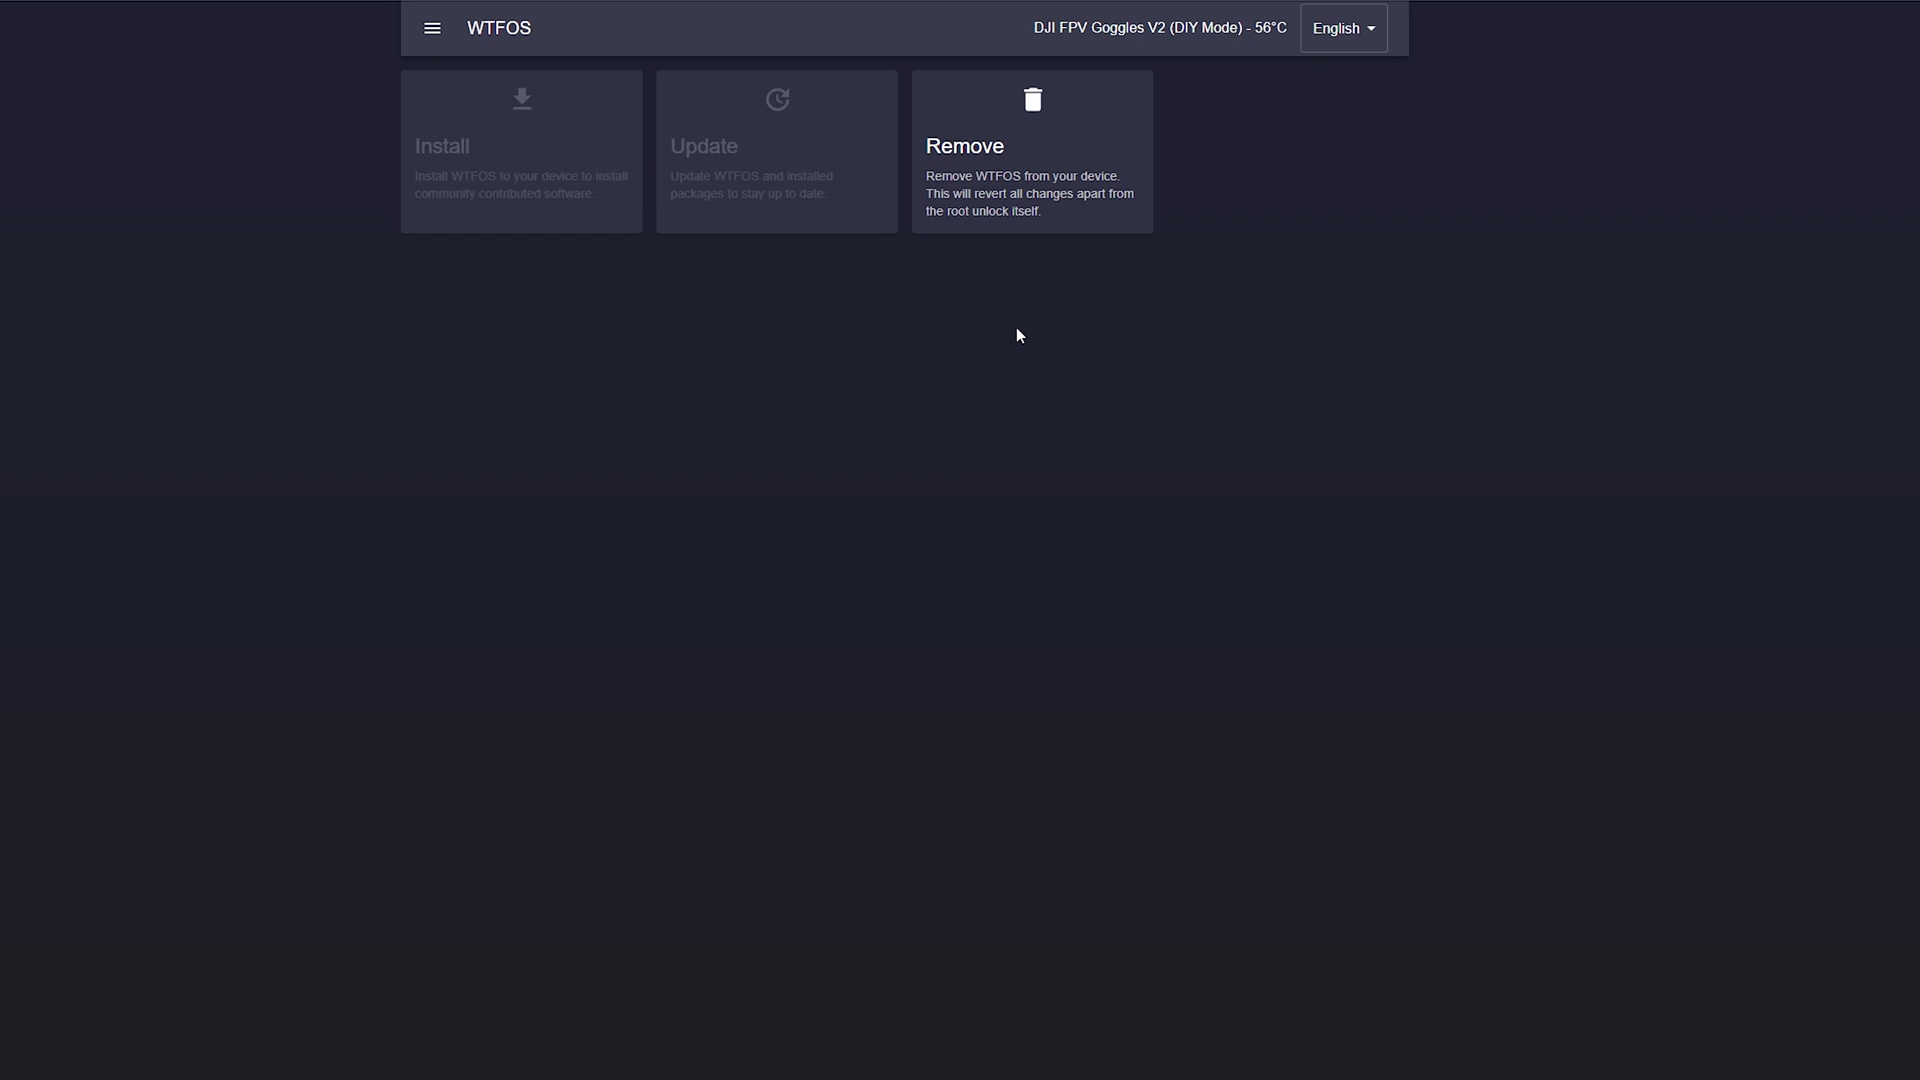 WTFOS
DJI FPV Goggles V2 (DIY Mode) - 56°C
English
Install
Install WTFOS to your device to install
community contributed software.
Update
Update WTFOS and installed
packages to stay up to date.
Remove
Remove WTFOS from your device.
This will revert all changes apart from
the root unlock itself.